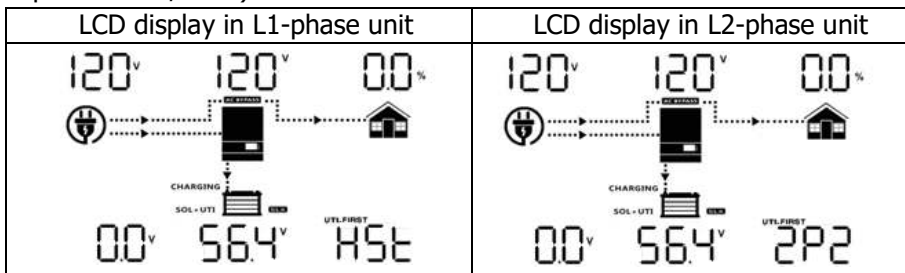 LCD display in L1-phase unit
LCD display in L2-phase unit
120V 120V 0.0%
AC BYPASS
CHARGING
SOL+UTI
UTI.FIRST
0.0V 56.4V HSt
120V 120V 0.0%
AC BYPASS
CHARGING
SOL+UTI
UTI.FIRST
0.0V 56.4V 2P2